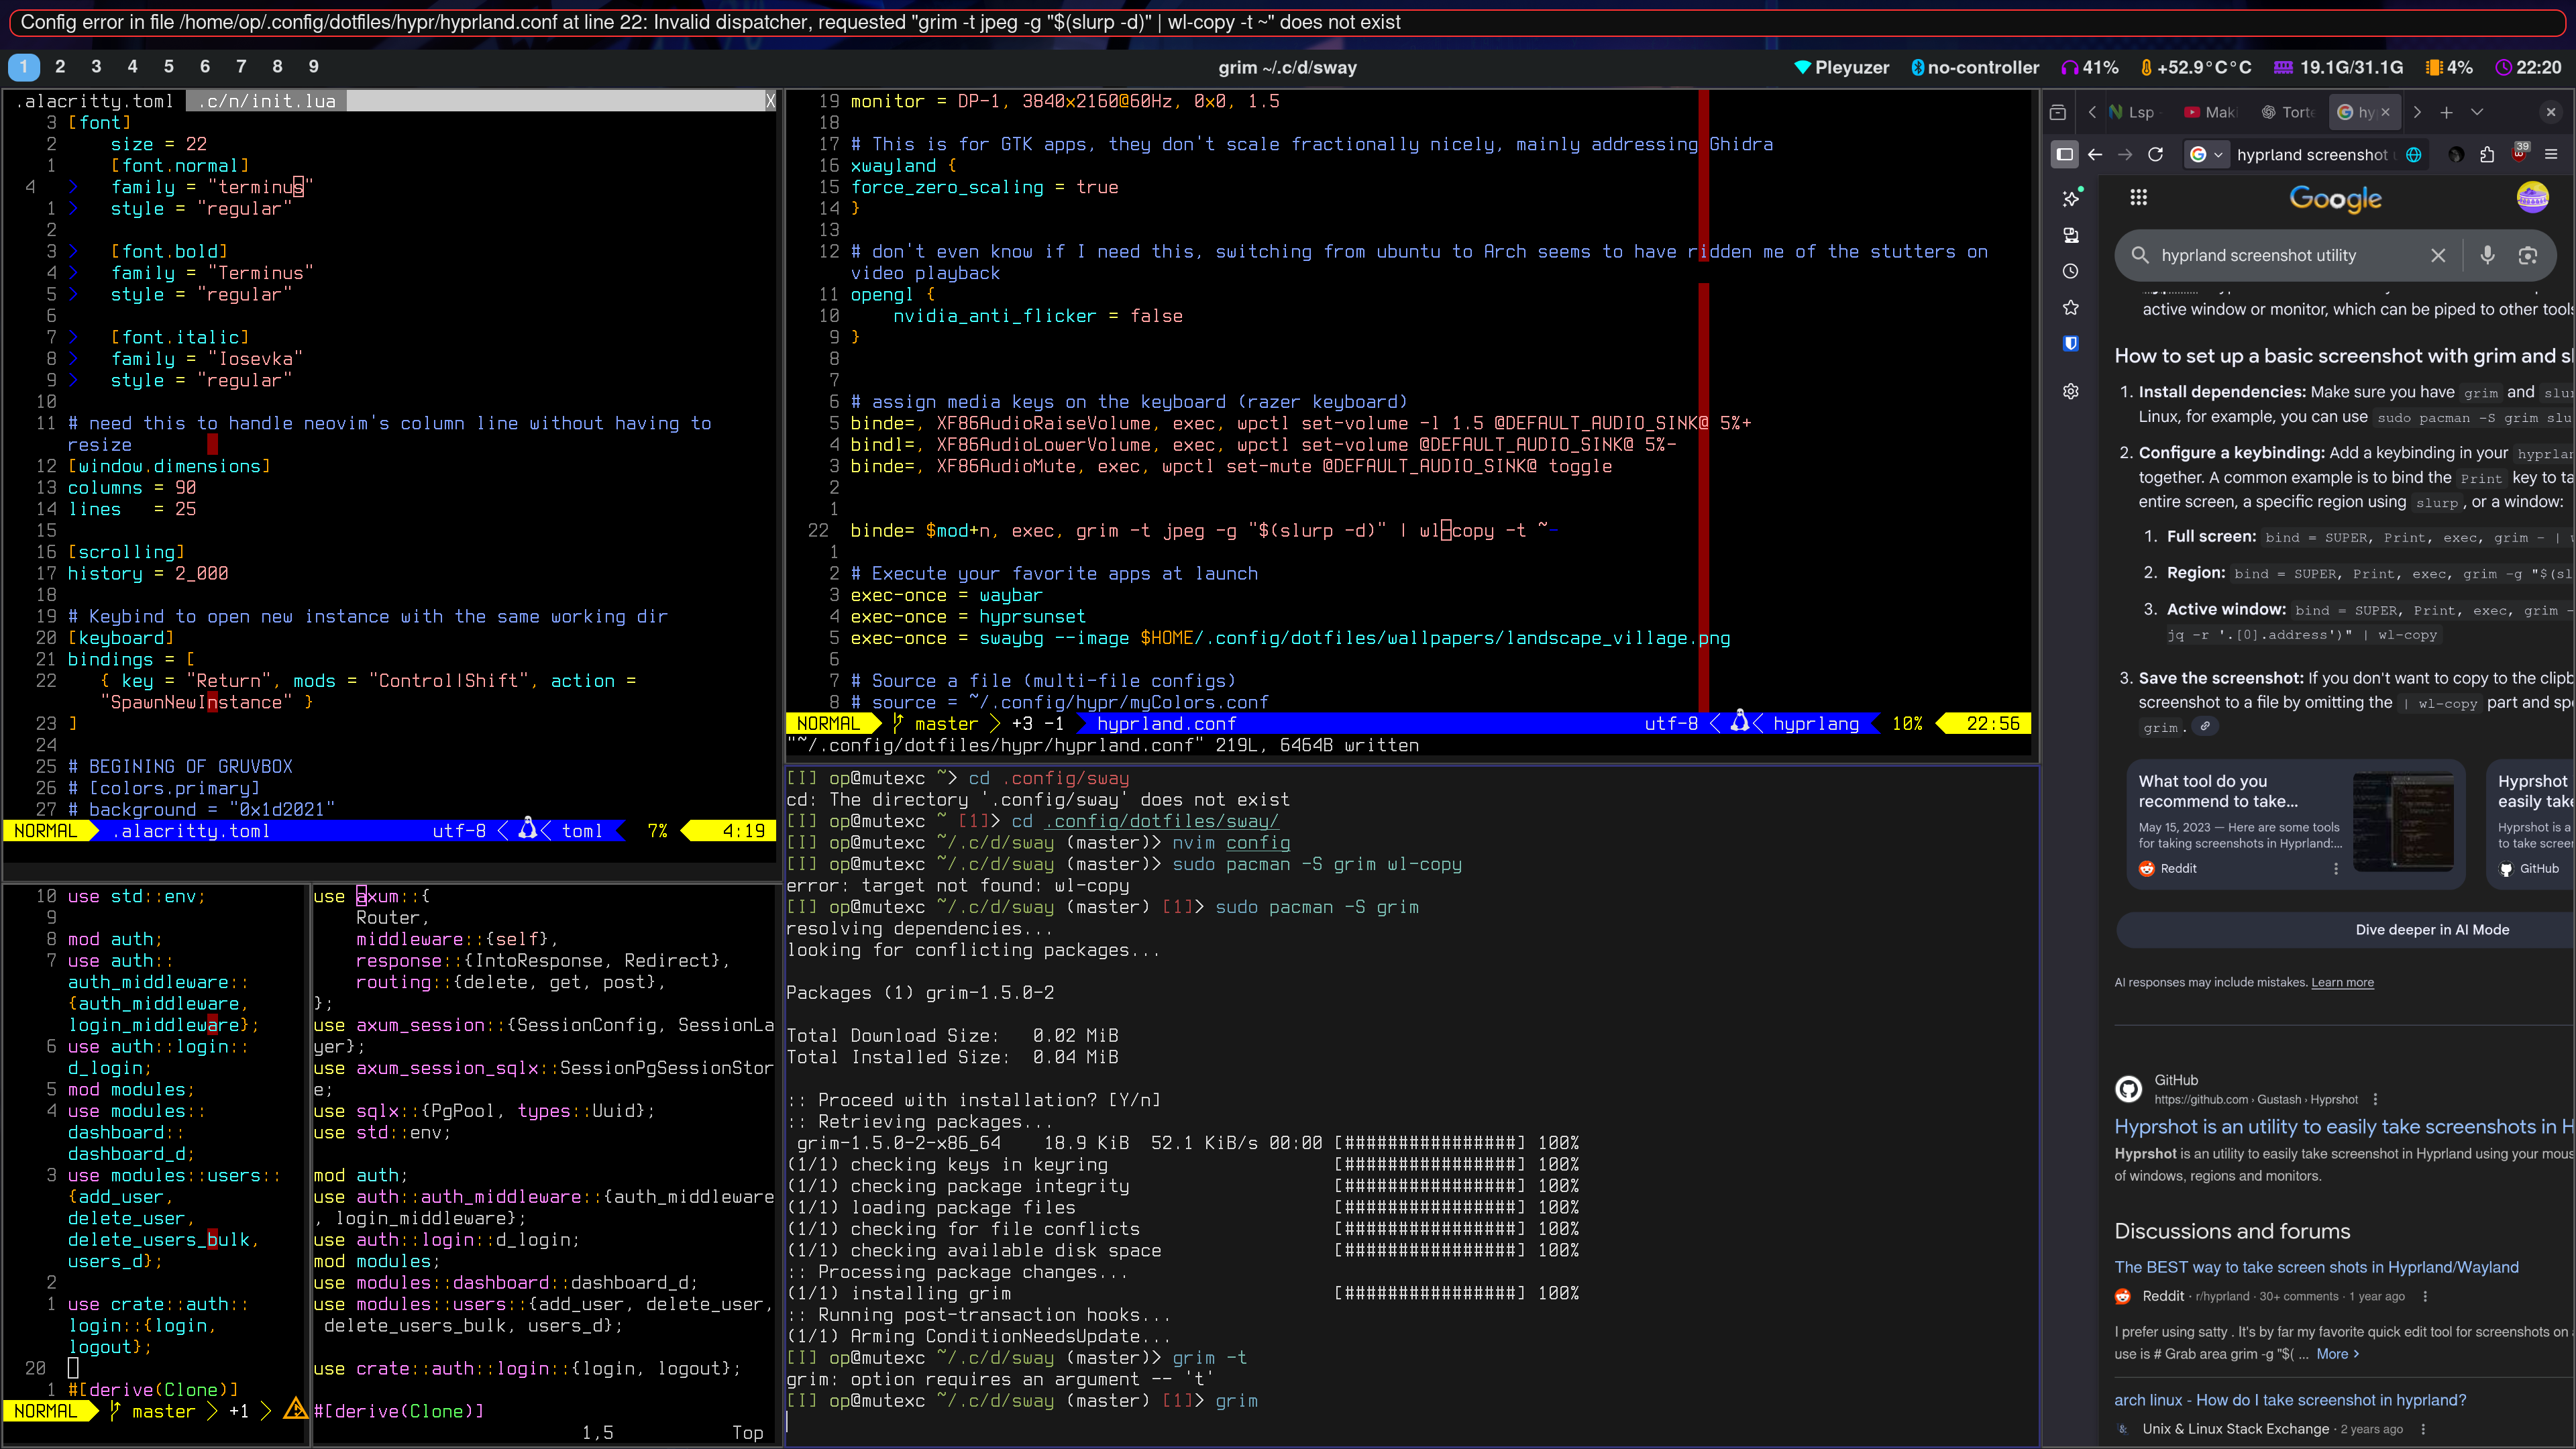 Config error in file /home/op/.config/dotfiles/hypr/hyprland.conf at line 22: Invalid dispatcher, requested "grim -t jpeg -g "$(slurp -d)" | wl-copy -t ~" does not exist
1 2 3 4 5 6 7 8 9
grim ~/.c/d/sway
Pleyuzer no-controller 41% +52.9°C°C 19.1G/31.1G 4% 22:20
.alacritty.toml .c/n/init.lua X
3 [font]
2 size = 22
1 [font.normal]
4 > family = "terminus"
1 > style = "regular"
2
3 > [font.bold]
4 > family = "Terminus"
5 > style = "regular"
6
7 > [font.italic]
8 > family = "Iosevka"
9 > style = "regular"
10
11 # need this to handle neovim's column line without having to
resize
12 [window.dimensions]
13 columns = 90
14 lines = 25
15
16 [scrolling]
17 history = 2_000
18
19 # Keybind to open new instance with the same working dir
20 [keyboard]
21 bindings = [
22 { key = "Return", mods = "Control|Shift", action =
"SpawnNewInstance" }
23 ]
24
25 # BEGINING OF GRUVBOX
26 # [colors.primary]
27 # background = "0x1d2021"
NORMAL .alacritty.toml utf-8 < < toml 7% 4:19
10 use std::env;
9
8 mod auth;
7 use auth::
auth_middleware::
{auth_middleware,
login_middleware};
6 use auth::login::
d_login;
5 mod modules;
4 use modules::
dashboard::
dashboard_d;
3 use modules::users::
{add_user,
delete_user,
delete_users_bulk,
users_d};
2
1 use crate::auth::
login::{login,
logout};
20
1 #[derive(Clone)]
NORMAL master > +1 >
use axum::{
Router,
middleware::{self},
response::{IntoResponse, Redirect},
routing::{delete, get, post},
};
use axum_session::{SessionConfig, SessionLa
yer};
use axum_session_sqlx::SessionPgSessionStor
e;
use sqlx::{PgPool, types::Uuid};
use std::env;
mod auth;
use auth::auth_middleware::{auth_middleware
, login_middleware};
use auth::login::d_login;
mod modules;
use modules::dashboard::dashboard_d;
use modules::users::{add_user, delete_user,
delete_users_bulk, users_d};
use crate::auth::login::{login, logout};
#[derive(Clone)]
1,5 Top
19 monitor = DP-1, 3840x2160@60Hz, 0x0, 1.5
18
17 # This is for GTK apps, they don't scale fractionally nicely, mainly addressing Ghidra
16 xwayland {
15 force_zero_scaling = true
14 }
13
12 # don't even know if I need this, switching from ubuntu to Arch seems to have ridden me of the stutters on
video playback
11 opengl {
10 nvidia_anti_flicker = false
9 }
8
7
6 # assign media keys on the keyboard (razer keyboard)
5 binde=, XF86AudioRaiseVolume, exec, wpctl set-volume -l 1.5 @DEFAULT_AUDIO_SINK@ 5%+
4 bindl=, XF86AudioLowerVolume, exec, wpctl set-volume @DEFAULT_AUDIO_SINK@ 5%-
3 binde=, XF86AudioMute, exec, wpctl set-mute @DEFAULT_AUDIO_SINK@ toggle
2
1
22 binde= $mod+n, exec, grim -t jpeg -g "$(slurp -d)" | wl-copy -t ~-
1
2 # Execute your favorite apps at launch
3 exec-once = waybar
4 exec-once = hyprsunset
5 exec-once = swaybg --image $HOME/.config/dotfiles/wallpapers/landscape_village.png
6
7 # Source a file (multi-file configs)
8 # source = ~/.config/hypr/myColors.conf
NORMAL master > +3 -1 hyprland.conf utf-8 < < hyprlang 10% 22:56
"~/.config/dotfiles/hypr/hyprland.conf" 219L, 6464B written
[I] op@mutexc ~> cd .config/sway
cd: The directory '.config/sway' does not exist
[I] op@mutexc ~ [1]> cd .config/dotfiles/sway/
[I] op@mutexc ~/.c/d/sway (master)> nvim config
[I] op@mutexc ~/.c/d/sway (master)> sudo pacman -S grim wl-copy
error: target not found: wl-copy
[I] op@mutexc ~/.c/d/sway (master) [1]> sudo pacman -S grim
resolving dependencies...
looking for conflicting packages...
Packages (1) grim-1.5.0-2
Total Download Size: 0.02 MiB
Total Installed Size: 0.04 MiB
:: Proceed with installation? [Y/n]
:: Retrieving packages...
grim-1.5.0-2-x86_64 18.9 KiB 52.1 KiB/s 00:00 [################] 100%
(1/1) checking keys in keyring [################] 100%
(1/1) checking package integrity [################] 100%
(1/1) loading package files [################] 100%
(1/1) checking for file conflicts [################] 100%
(1/1) checking available disk space [################] 100%
:: Processing package changes...
(1/1) installing grim [################] 100%
:: Running post-transaction hooks...
(1/1) Arming ConditionNeedsUpdate...
[I] op@mutexc ~/.c/d/sway (master)> grim -t
grim: option requires an argument -- 't'
[I] op@mutexc ~/.c/d/sway (master) [1]> grim
Lsp Maki Torte hy
hyprland screenshot 39
Google
hyprland screenshot utility
active window or monitor, which can be piped to other tools
How to set up a basic screenshot with grim and s
1. Install dependencies: Make sure you have grim and slu
Linux, for example, you can use sudo pacman -S grim slu
2. Configure a keybinding: Add a keybinding in your hyprlan
together. A common example is to bind the Print key to ta
entire screen, a specific region using slurp, or a window:
1. Full screen: bind = SUPER, Print, exec, grim - | w
2. Region: bind = SUPER, Print, exec, grim -g "$(sl
3. Active window: bind = SUPER, Print, exec, grim -
jq -r '.[0].address')" | wl-copy
3. Save the screenshot: If you don't want to copy to the clipb
screenshot to a file by omitting the | wl-copy part and spe
grim.
What tool do you
recommend to take...
May 15, 2023 — Here are some tools
for taking screenshots in Hyprland:...
Reddit
Hyprshot
easily take
Hyprshot is a
to take screen
GitHub
Dive deeper in AI Mode
AI responses may include mistakes. Learn more
GitHub
https://github.com › Gustash › Hyprshot
Hyprshot is an utility to easily take screenshots in H
Hyprshot is an utility to easily take screenshot in Hyprland using your mous
of windows, regions and monitors.
Discussions and forums
The BEST way to take screen shots in Hyprland/Wayland
Reddit · r/hyprland · 30+ comments · 1 year ago
I prefer using satty . It's by far my favorite quick edit tool for screenshots on
use is # Grab area grim -g "$( ... More >
arch linux - How do I take screenshot in hyprland?
Unix & Linux Stack Exchange · 2 years ago